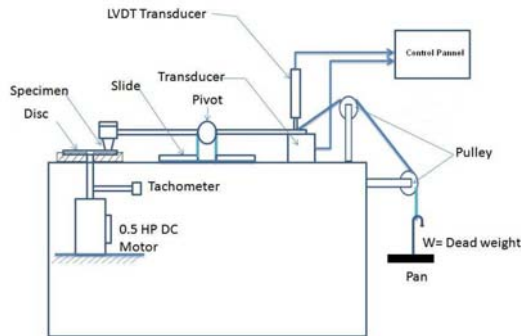 LVDT Transducer
Control Pannel
Transducer
Slide
Specimen
Pivot
Disc
Pulley
Tachometer
0.5 HP DC
Motor
W= Dead weight
Pan